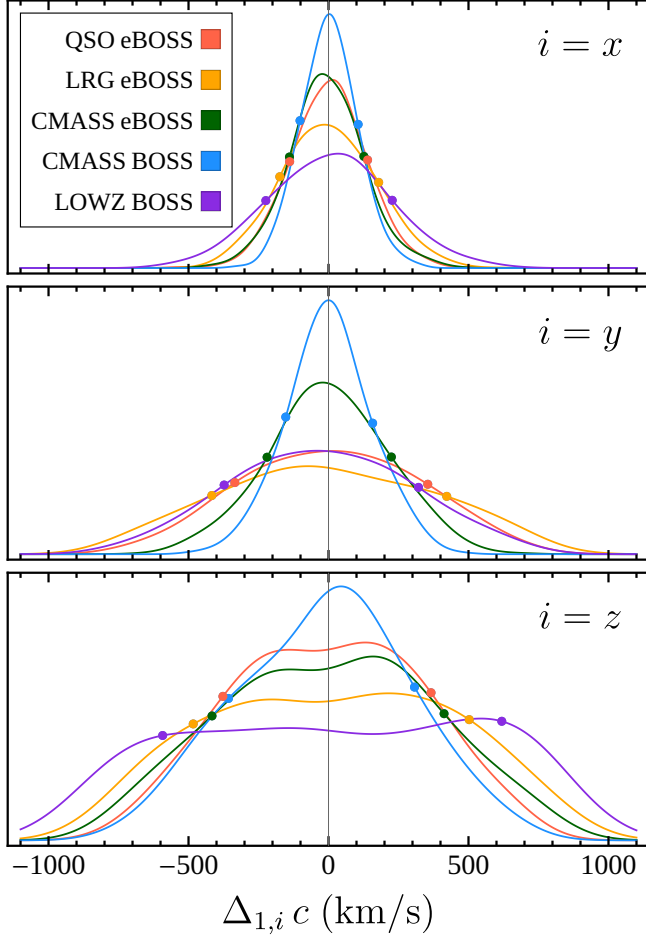 QSO eBOSS
LRG eBOSS
CMASS eBOSS
CMASS BOSS
LOWZ BOSS
i = x
i = y
i = z
−1000 −500 0 500 1000
Δ₁,ᵢ c (km/s)